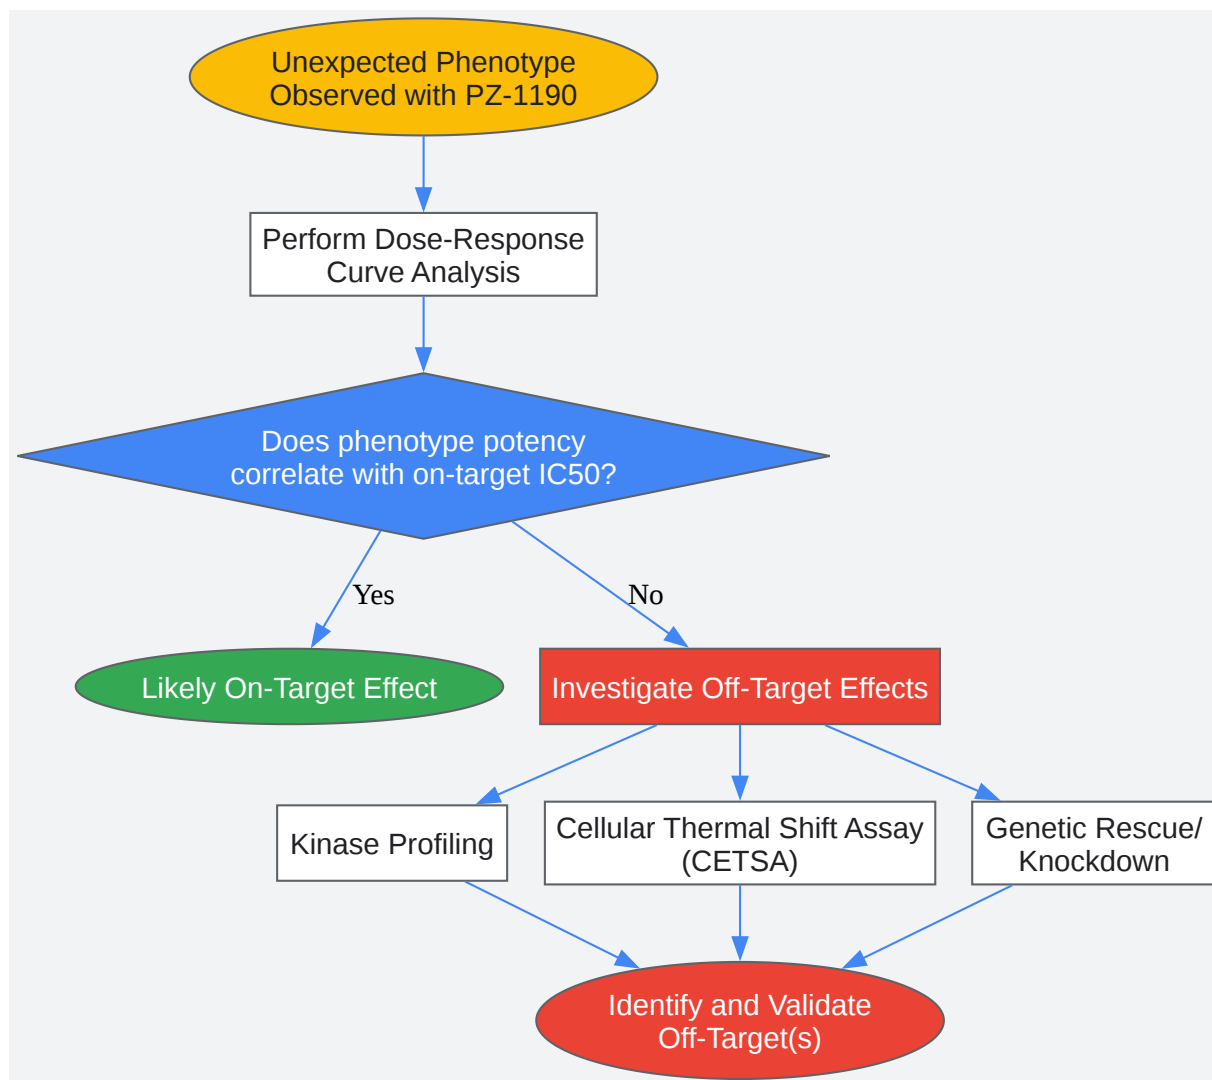 Unexpected Phenotype
Observed with PZ-1190
Perform Dose-Response
Curve Analysis
Does phenotype potency
correlate with on-target IC50?
Yes
No
Likely On-Target Effect
Investigate Off-Target Effects
Kinase Profiling
Cellular Thermal Shift Assay
(CETSA)
Genetic Rescue/
Knockdown
Identify and Validate
Off-Target(s)